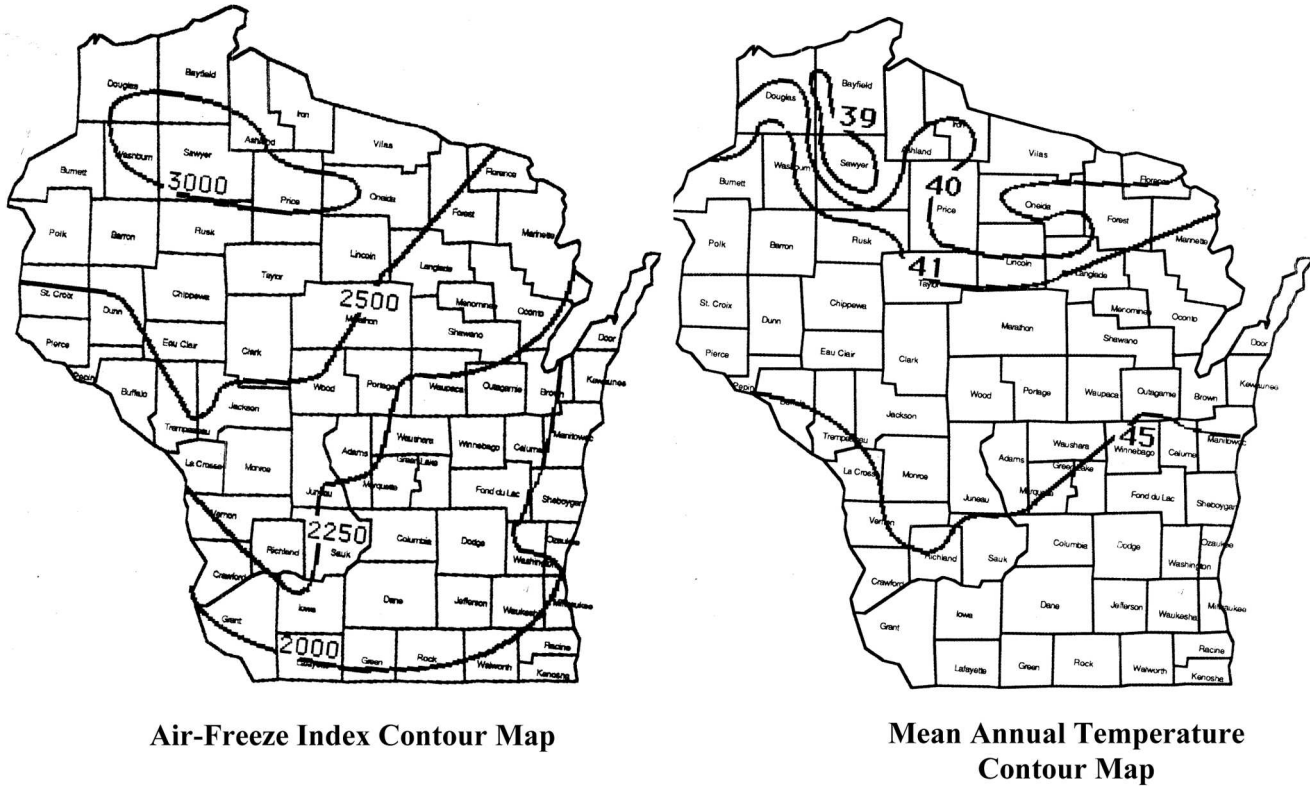 Bayfield
Douglas
Iron
Ashland
Vilas
Washburn
Sawyer
Burnett
Florence
3000
Price
Oneida
Forest
Polk
Barron
Rusk
Marinette
Lincoln
Langlade
Taylor
St. Croix
Chippewa
2500
Dunn
Menominee
Oconto
Marathon
Shawano
Door
Pierce
Eau Clair
Clark
Pepin
Buffalo
Wood
Portage
Waupaca
Outagamie
Brown
Kewaunee
Jackson
Trempealeau
Waushara
Winnebago
Calumet
Manitowoc
Adams
Green Lake
La Crosse
Monroe
Juneau
Marquette
Fond du Lac
Sheboygan
Vernon
2250
Richland
Sauk
Columbia
Dodge
Ozaukee
Washington
Crawford
Iowa
Dane
Jefferson
Waukesha
Milwaukee
Grant
2000
Lafayette
Green
Rock
Walworth
Racine
Kenosha
Air-Freeze Index Contour Map
Bayfield
Douglas
39
Iron
Ashland
Vilas
Washburn
Sawyer
Burnett
Florence
40
Price
Oneida
Forest
Polk
Barron
Rusk
Marinette
Lincoln
Langlade
41
Taylor
St. Croix
Chippewa
Dunn
Menominee
Oconto
Marathon
Shawano
Door
Pierce
Eau Clair
Clark
Pepin
Buffalo
Wood
Portage
Waupaca
Outagamie
Brown
Kewaunee
Jackson
Trempealeau
45
Waushara
Winnebago
Calume
Manitowoc
Adams
Green Lake
La Crosse
Monroe
Juneau
Marquette
Fond du Lac
Sheboygan
Vernon
Richland
Sauk
Columbia
Dodge
Ozaukee
Washington
Crawford
Iowa
Dane
Jefferson
Waukesha
Milwaukee
Grant
Lafayette
Green
Rock
Walworth
Racine
Kenosha
Mean Annual Temperature
Contour Map